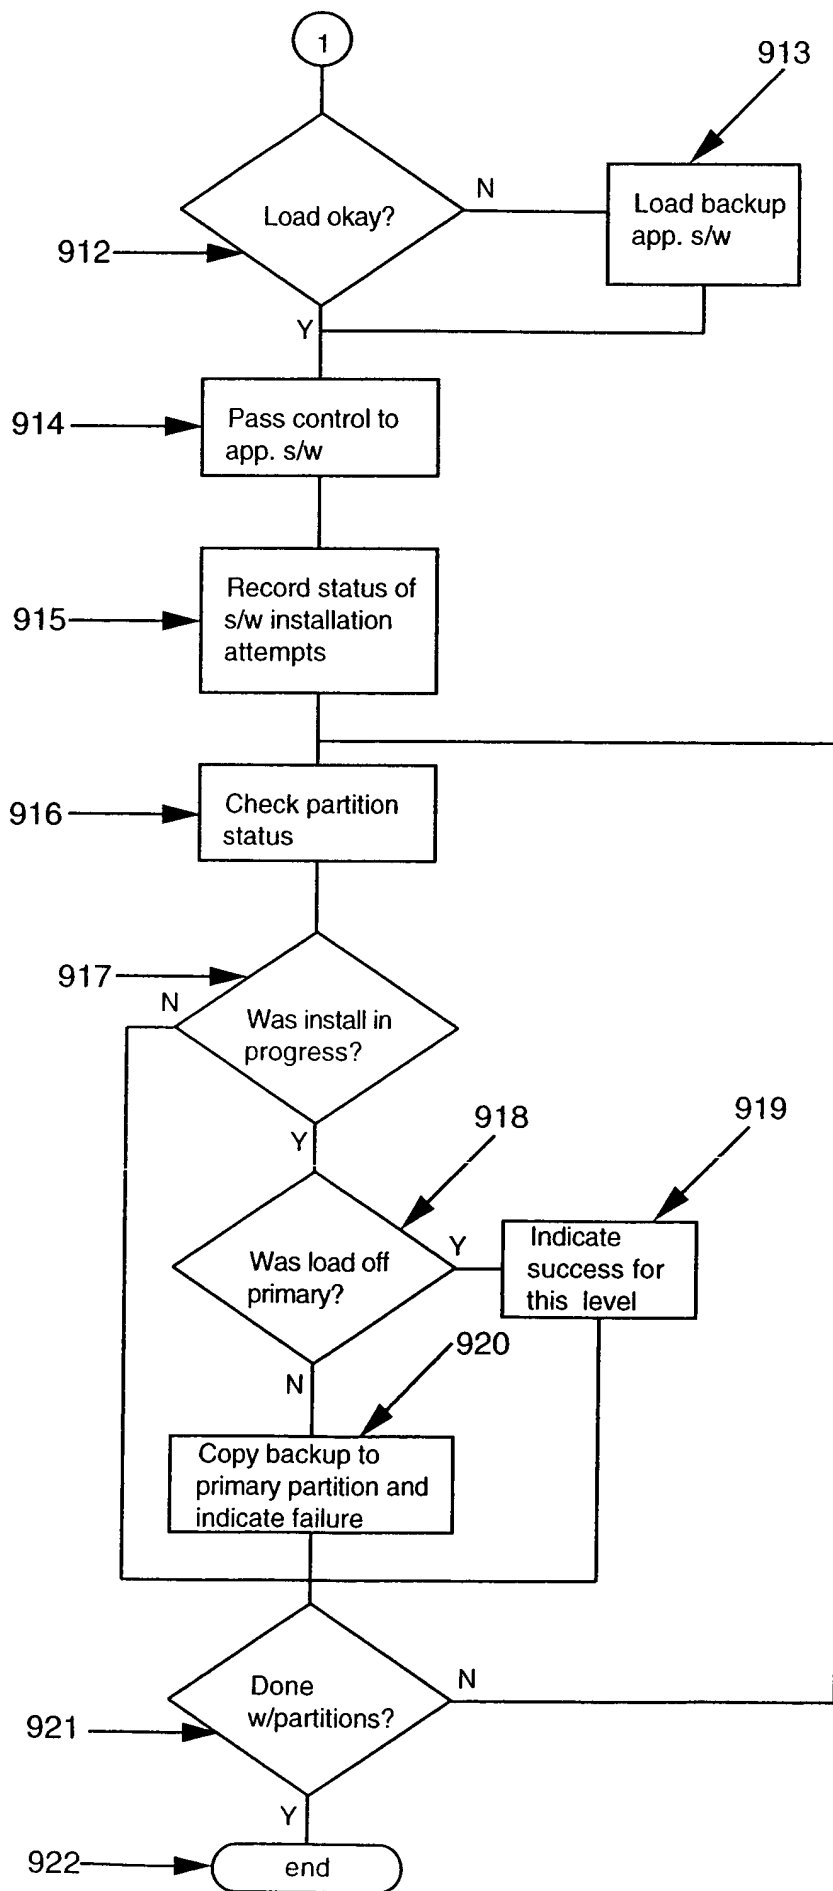 1
913
Load okay?
N
Load backup
app. s/w
912
Y
914
Pass control to
app. s/w
915
Record status of
s/w installation
attempts
916
Check partition
status
917
N
Was install in
progress?
Y
918
919
Was load off
primary?
Y
Indicate
success for
this level
920
N
Copy backup to
primary partition and
indicate failure
Done
w/partitions?
N
921
Y
922
end